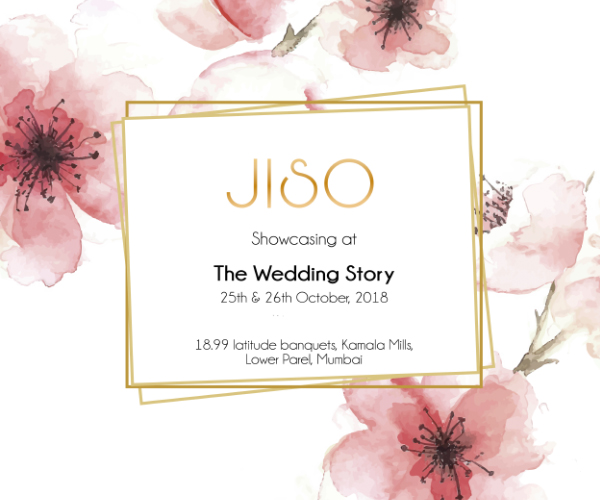 JISO
Showcasing at
The Wedding Story
25th & 26th October, 2018
18.99 latitude banquets, Kamala Mills,
Lower Parel, Mumbai